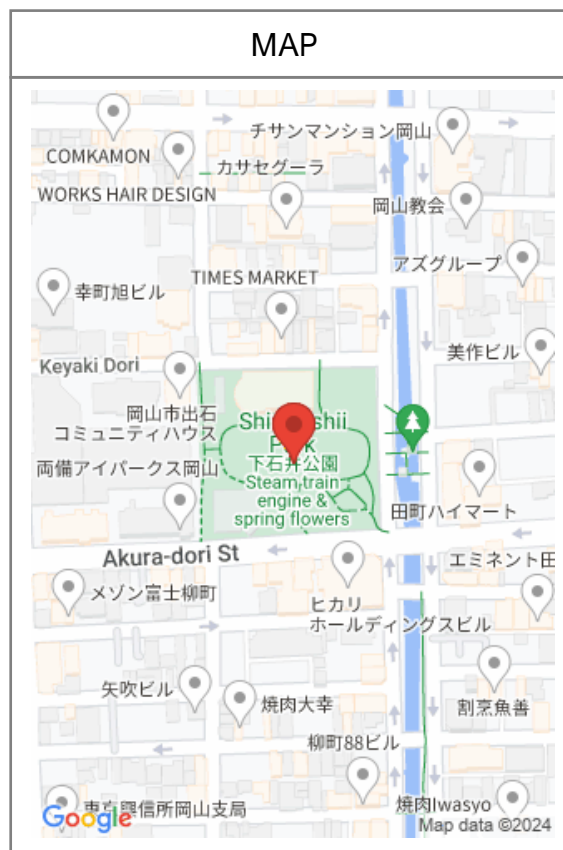 MAP
チサンマンション岡山
COMKAMON
カサセグーラ
WORKS HAIR DESIGN
岡山教会
アズグループ
TIMES MARKET
幸町旭ビル
美作ビル
Keyaki Dori
岡山市出石
コミュニティハウス
下石井公園
Steam train
engine &
spring flowers
両備アイパークス岡山
田町ハイマート
Akura-dori St
エミネント田
メゾン富士柳町
ヒカリ
ホールディングスビル
矢吹ビル
焼肉大幸
割烹魚善
柳町88ビル
興信所岡山支局
焼肉Iwasyo
Google
Map data ©2024